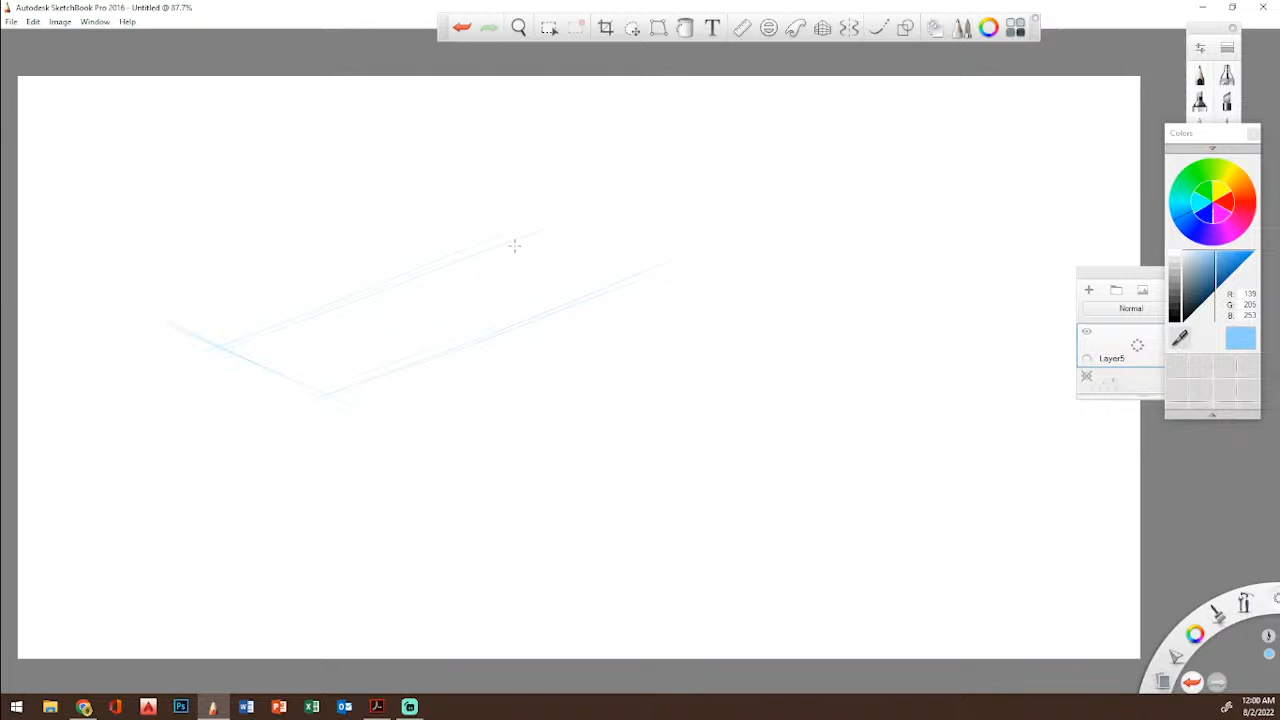 Autodesk SketchBook Pro 2016 - Untitled @ 87.7%
File Edit Image Window Help
T
Colors
R: 139
G: 205
B: 253
Normal
Layer5
Ps
12:00 AM
8/2/2022